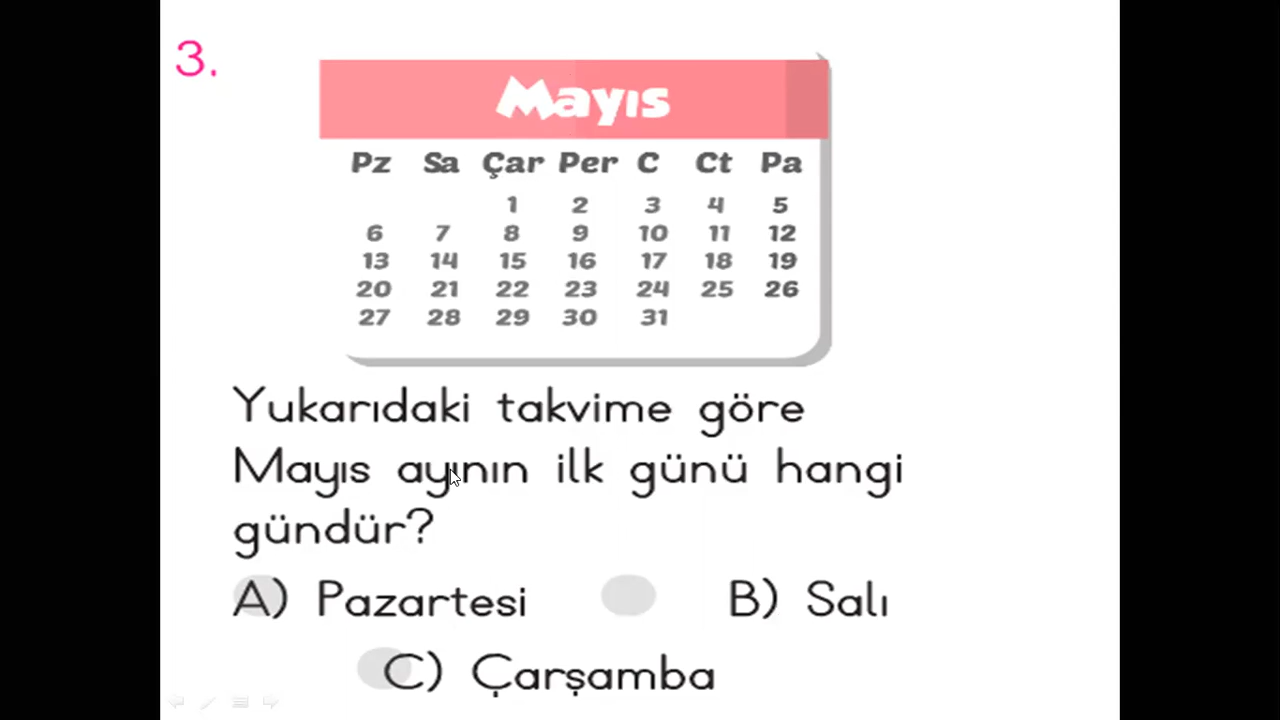 3.
Mayıs
Pz Sa Çar Per C Ct Pa
1 2 3 4 5
6 7 8 9 10 11 12
13 14 15 16 17 18 19
20 21 22 23 24 25 26
27 28 29 30 31
Yukarıdaki takvime göre
Mayıs ayının ilk günü hangi
gündür?
A) Pazartesi B) Salı
C) Çarşamba